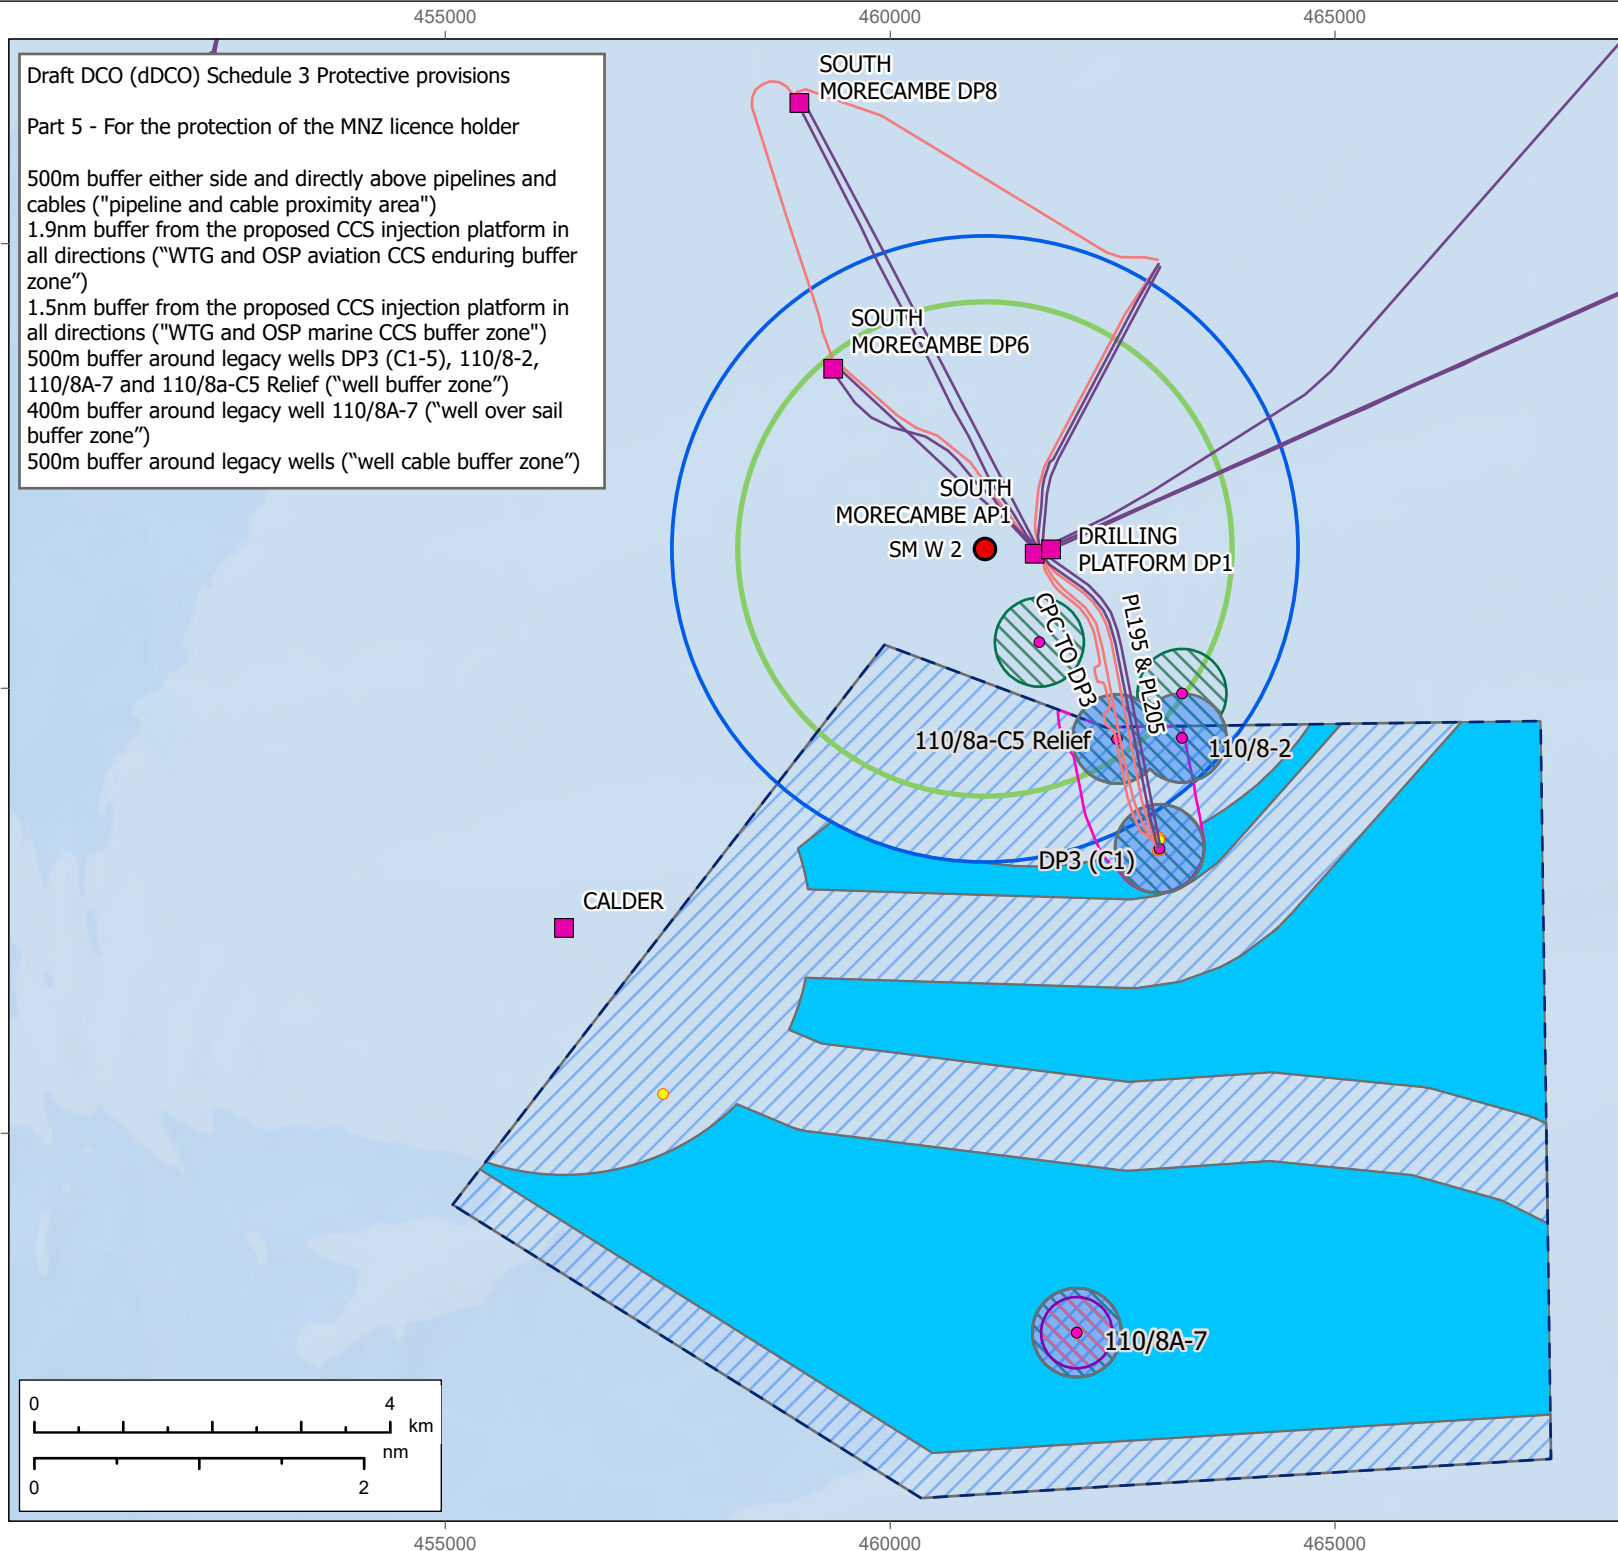 455000
460000
465000
Draft DCO (dDCO) Schedule 3 Protective provisions
Part 5 - For the protection of the MNZ licence holder
500m buffer either side and directly above pipelines and
cables ("pipeline and cable proximity area")
1.9nm buffer from the proposed CCS injection platform in
all directions (“WTG and OSP aviation CCS enduring buffer
zone”)
1.5nm buffer from the proposed CCS injection platform in
all directions ("WTG and OSP marine CCS buffer zone")
500m buffer around legacy wells DP3 (C1-5), 110/8-2,
110/8A-7 and 110/8a-C5 Relief (“well buffer zone”)
400m buffer around legacy well 110/8A-7 (“well over sail
buffer zone”)
500m buffer around legacy wells (“well cable buffer zone”)
SOUTH
MORECAMBE DP8
SOUTH
MORECAMBE DP6
SOUTH
MORECAMBE AP1
SM W 2
DRILLING
PLATFORM DP1
CPC TO DP3
PL195 & PL205
110/8a-C5 Relief
110/8-2
DP3 (C1)
CALDER
110/8A-7
0
4
km
nm
0
2
455000
460000
465000